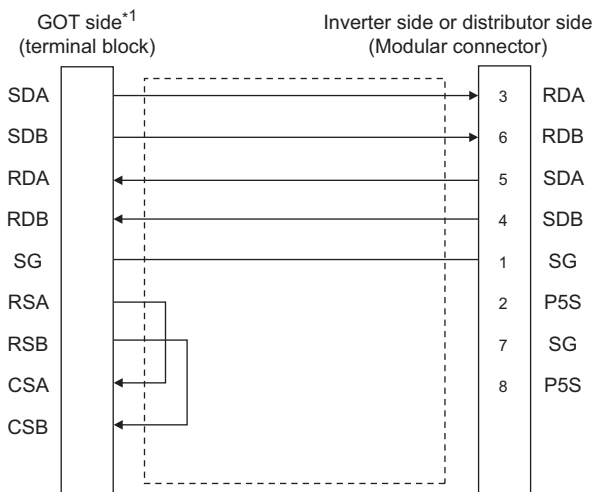 GOT side*1
(terminal block)
Inverter side or distributor side
(Modular connector)
SDA 3 RDA
SDB 6 RDB
RDA 5 SDA
RDB 4 SDB
SG 1 SG
RSA 2 P5S
RSB 7 SG
CSA 8 P5S
CSB